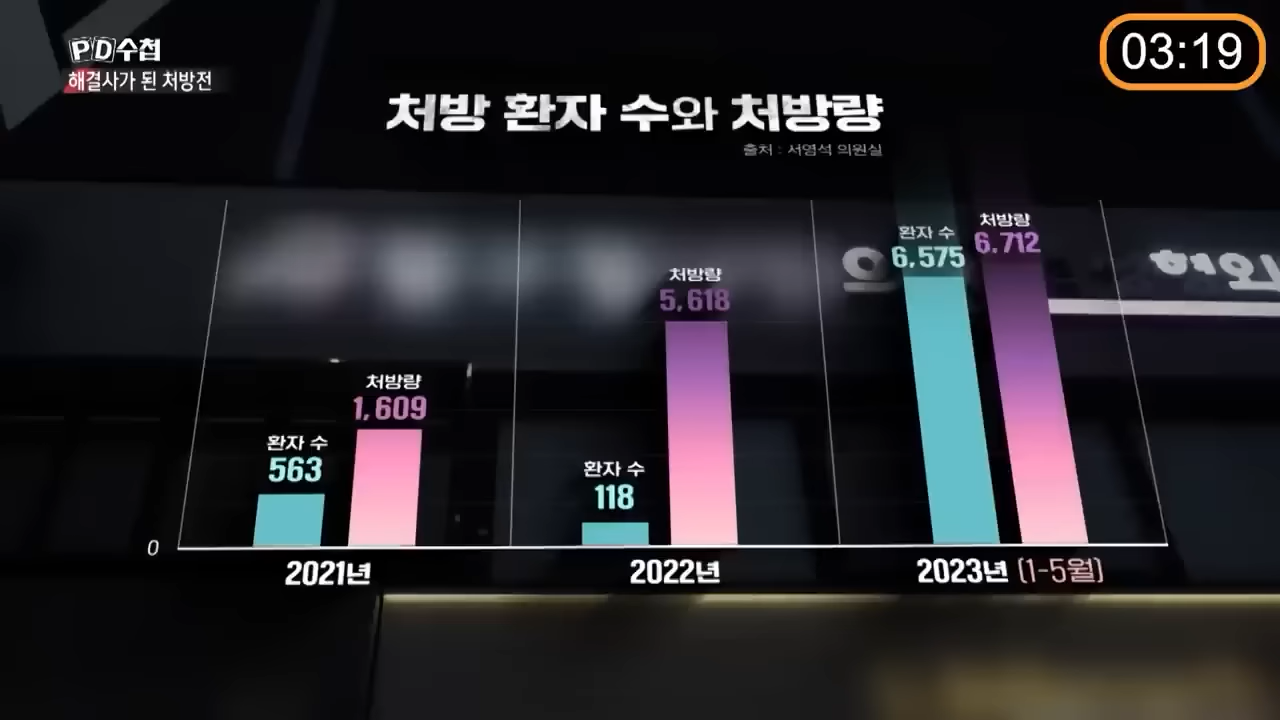 PD수첩
해결사가 된 처방전
03:19
처방 환자 수와 처방량
출처 : 서영석 의원실
환자 수
563
처방량
1,609
환자 수
118
처방량
5,618
환자 수
6,575
처방량
6.712
0
2021년
2022년
2023년 (1-5월)